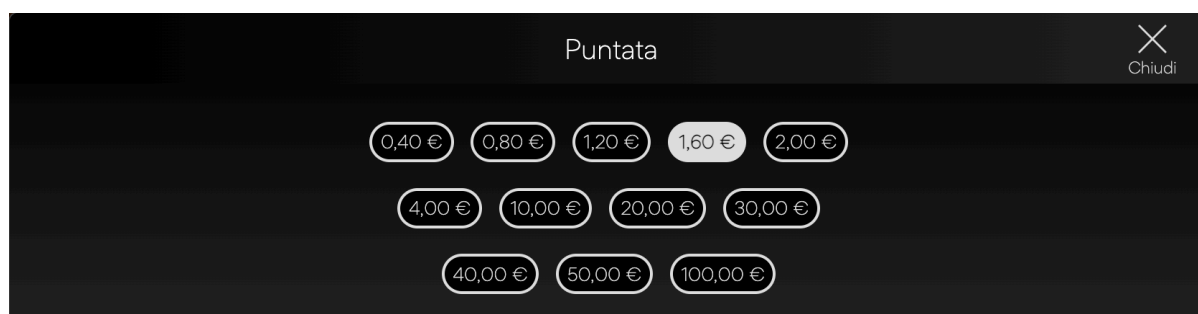 Puntata
Chiudi
0,40 € 0,80 € 1,20 € 1,60 € 2,00 €
4,00 € 10,00 € 20,00 € 30,00 €
40,00 € 50,00 € 100,00 €